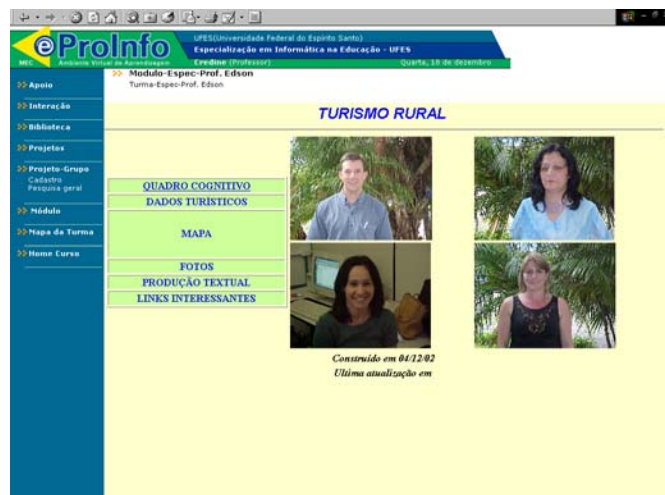 eProInfo
MEC Ambiente Virtual de Aprendizagem
UFES(Universidade Federal do Espírito Santo)
Especialização em Informática na Educação - UFES
Credine (Professor) Quarta, 18 de dezembro
>> Modulo-Espec-Prof. Edson
Turma-Espec-Prof. Edson
>> Apoio
>> Interação
>> Biblioteca
>> Projetos
>> Projeto-Grupo
Cadastro
Pesquisa geral
>> Módulo
>> Mapa da Turma
>> Home Curso
TURISMO RURAL
QUADRO COGNITIVO
DADOS TURÍSTICOS
MAPA
FOTOS
PRODUÇÃO TEXTUAL
LINKS INTERESSANTES
Construído em 04/12/02
Ultima atualização em